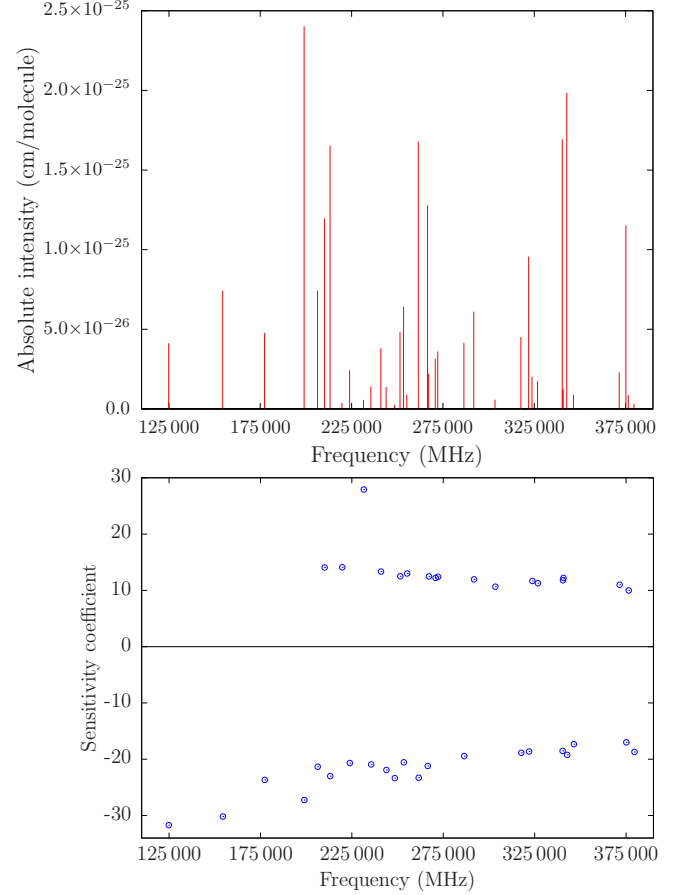 Absolute intensity (cm/molecule)
2.5×10⁻²⁵
2.0×10⁻²⁵
1.5×10⁻²⁵
1.0×10⁻²⁵
5.0×10⁻²⁶
0.0
125 000 175 000 225 000 275 000 325 000 375 000
Frequency (MHz)
Sensitivity coefficient
30
20
10
0
-10
-20
-30
125 000 175 000 225 000 275 000 325 000 375 000
Frequency (MHz)